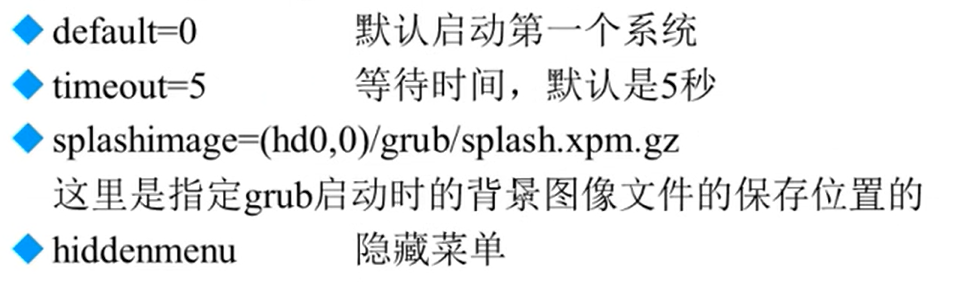 default=0 默认启动第一个系统
timeout=5 等待时间，默认是5秒
splashimage=(hd0,0)/grub/splash.xpm.gz
这里是指定grub启动时的背景图像文件的保存位置的
hiddenmenu 隐藏菜单